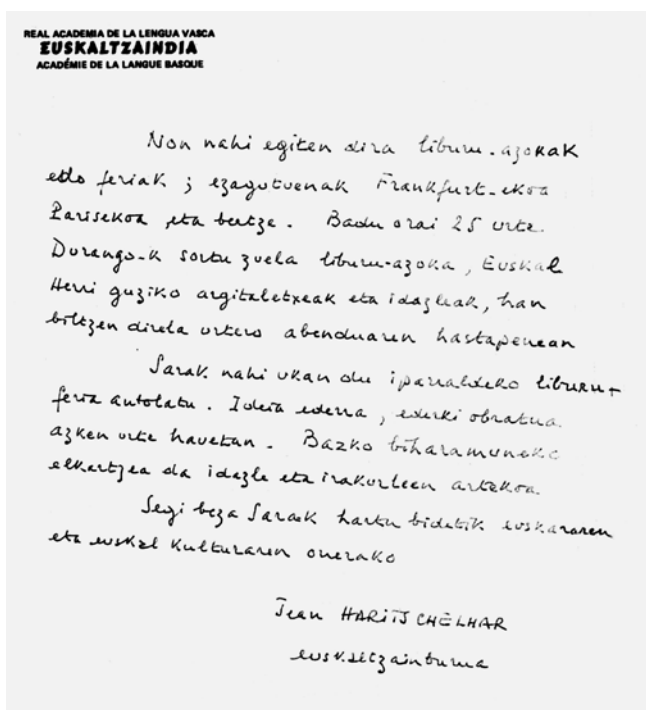 REAL ACADEMIA DE LA LENGUA VASCA
EUSKALTZAINDIA
ACADÉMIE DE LA LANGUE BASQUE
Non nahi egiten dira liburu-azokak
edo feriak ; ezagutuenak Frankfurt-ekoa
Parisekoa eta bertze. Badu orai 25 urte
Durango-k sortu zuela liburu-azoka, Euskal
Herri guziko argitaletxeak eta idazleak, han
biltzen direla urtero abenduaren hastapenean
Sarak nahi ukan du iparraldeko liburu-
feria antolatu. Ideia ederra, ederki obratua
azken urte hauetan. Bazko biharamuneko
elkartzea da idazle eta irakurleen artekoa.
Segi beza Sarak hartu bidetik euskararen
eta euskal kulturaren onerako
Jean HARITSCHELHAR
euskaltzainburua